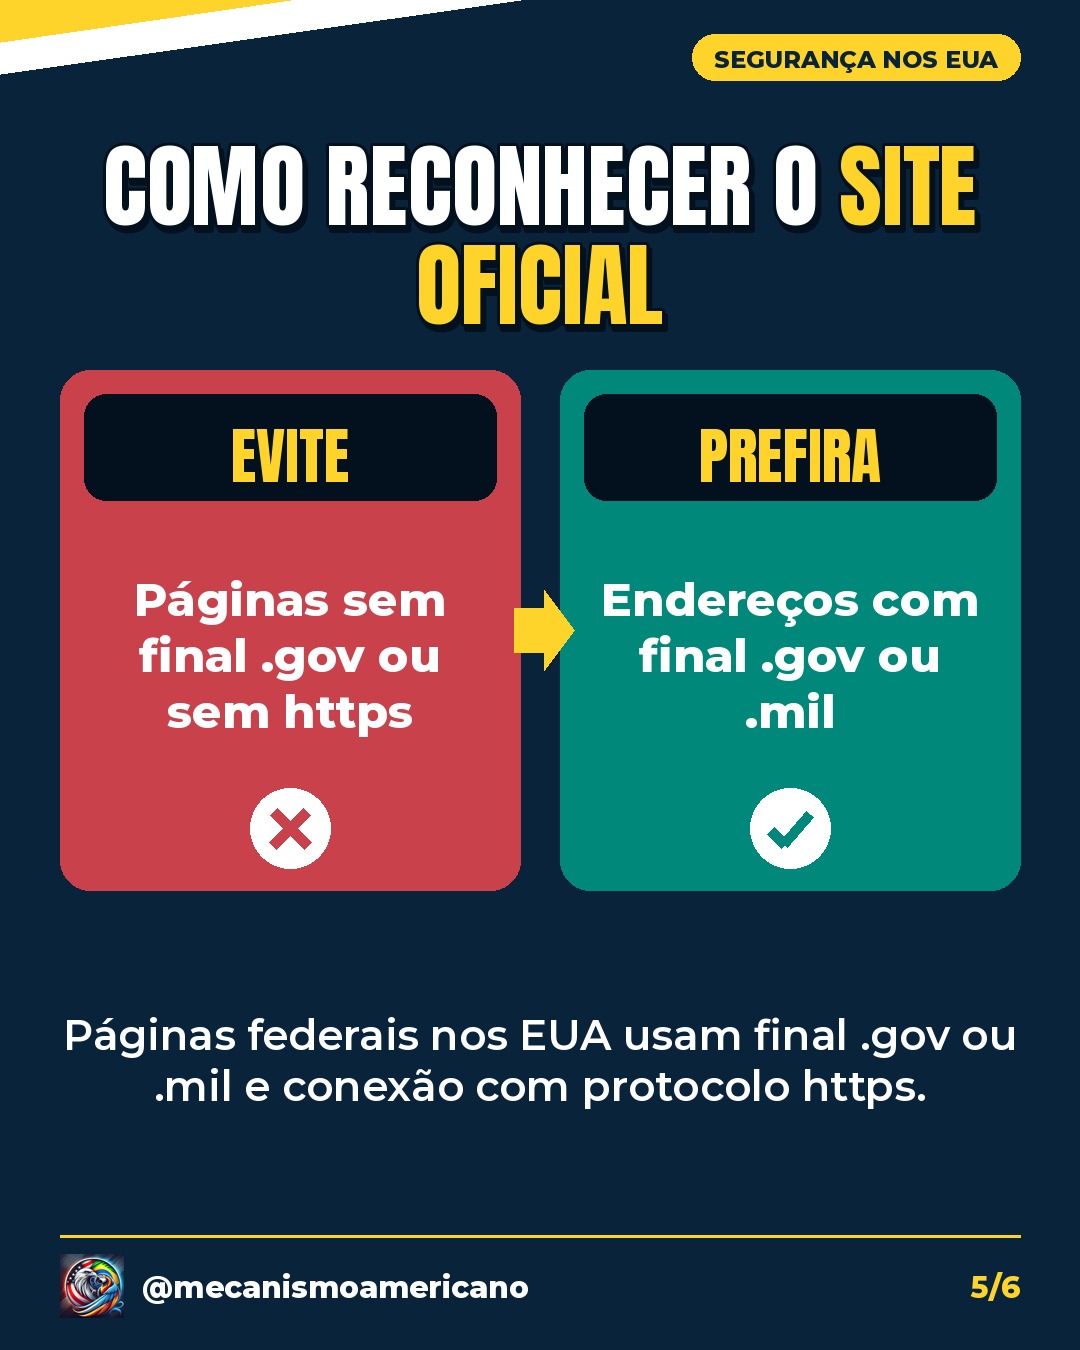 SEGURANÇA NOS EUA
COMO RECONHECER O SITE
OFICIAL
EVITE
Páginas sem
final .gov ou
sem https
PREFIRA
Endereços com
final .gov ou
.mil
Páginas federais nos EUA usam final .gov ou
.mil e conexão com protocolo https.
@mecanismoamericano
5/6